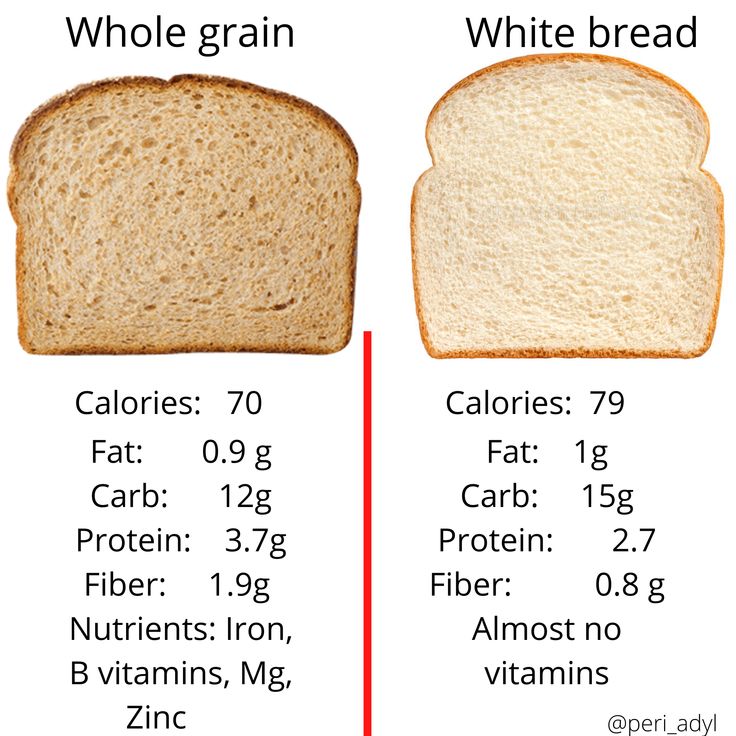 Whole grain
Calories: 70
Fat: 0.9 g
Carb: 12g
Protein: 3.7g
Fiber: 1.9g
Nutrients: Iron,
B vitamins, Mg,
Zinc
White bread
Calories: 79
Fat: 1g
Carb: 15g
Protein: 2.7
Fiber: 0.8 g
Almost no
vitamins
@peri_adyl